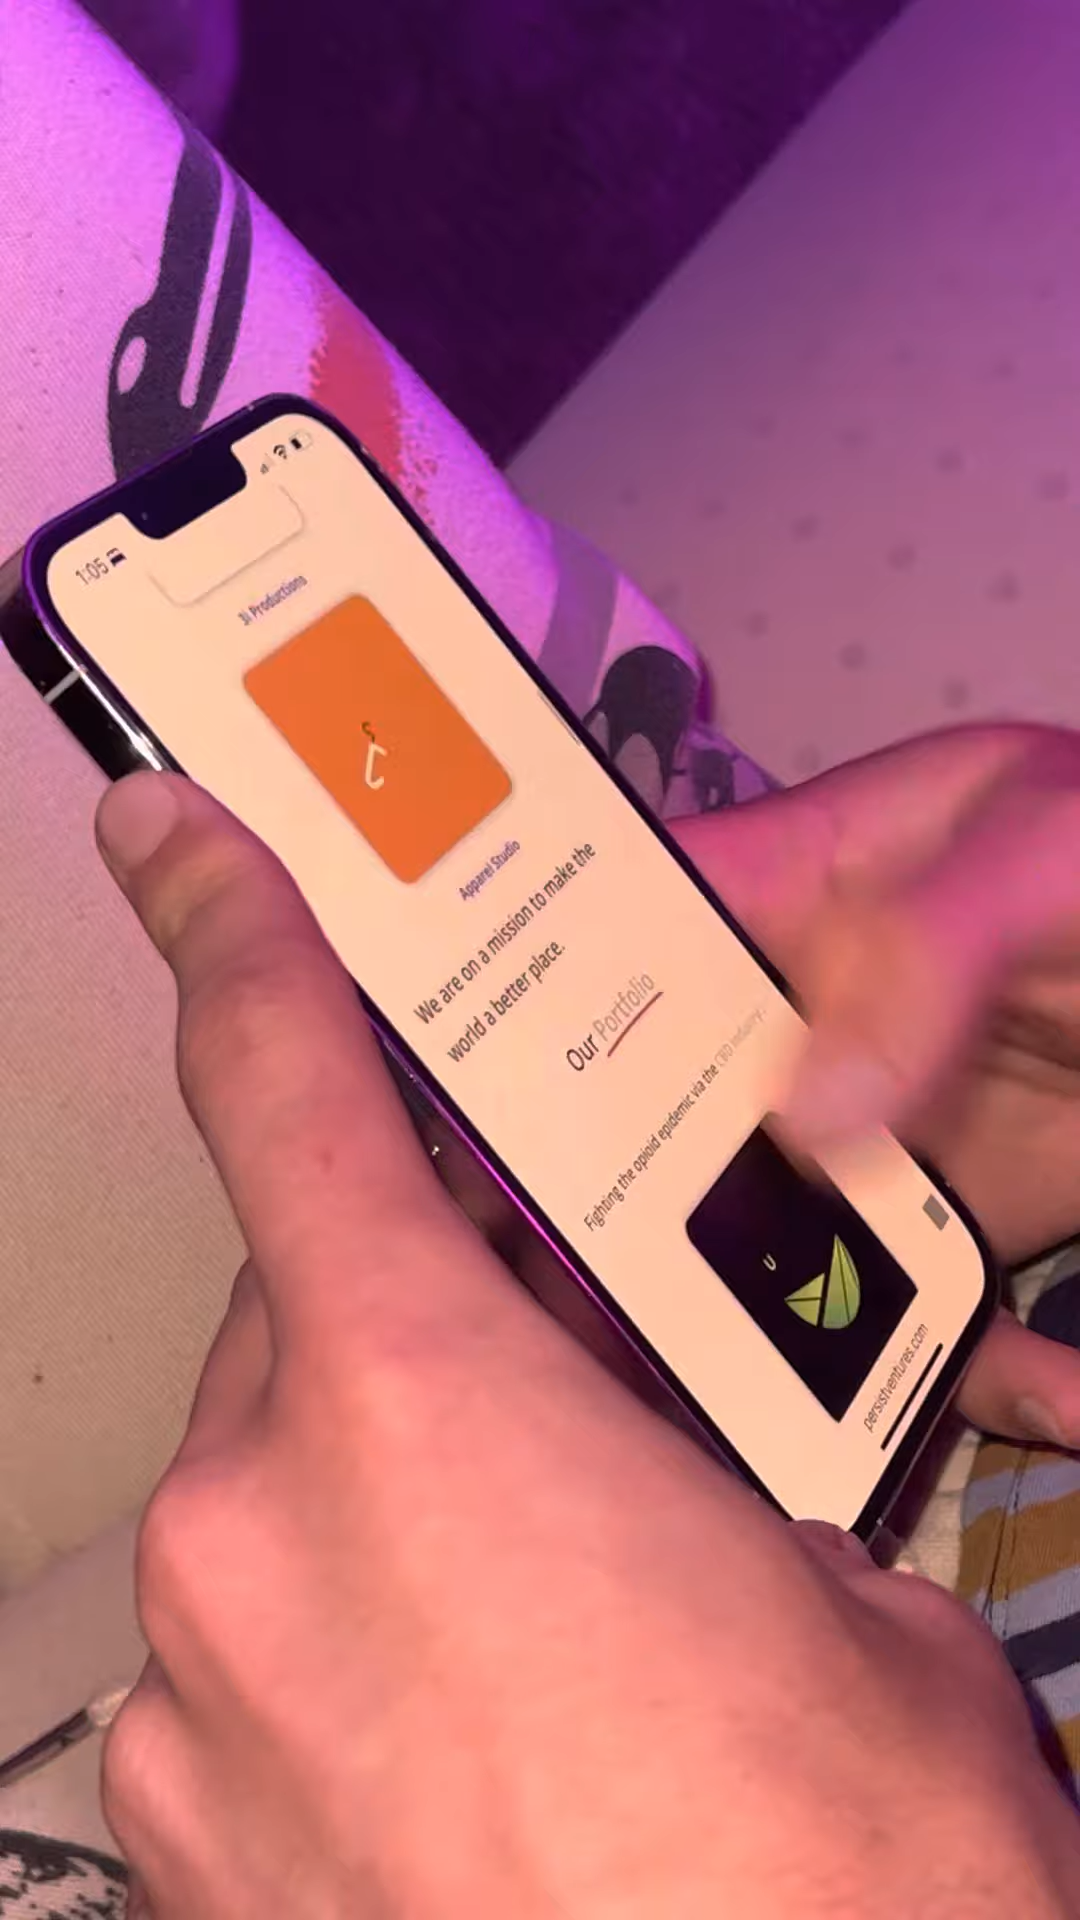 1:05
3i Productions
Apparel Studio
We are on a mission to make the
world a better place.
Our Portfolio
Fighting the opioid epidemic via the CBD industry.
persistventures.com